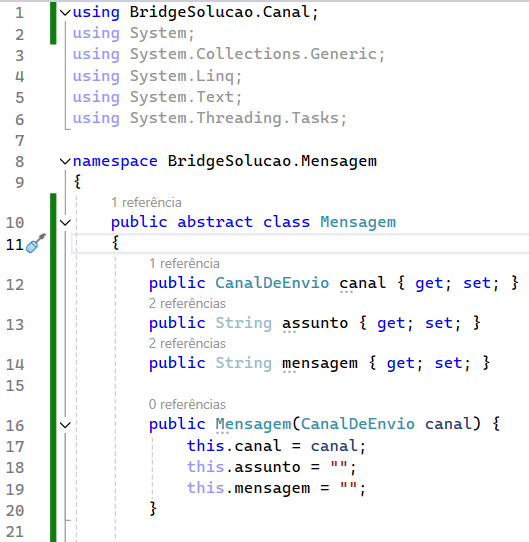 1 using BridgeSolucao.Canal;
2 using System;
3 using System.Collections.Generic;
4 using System.Linq;
5 using System.Text;
6 using System.Threading.Tasks;
7
8 namespace BridgeSolucao.Mensagem
9 {
1 referência
10 public abstract class Mensagem
11 {
1 referência
12 public CanalDeEnvio canal { get; set; }
2 referências
13 public String assunto { get; set; }
2 referências
14 public String mensagem { get; set; }
15
0 referências
16 public Mensagem(CanalDeEnvio canal) {
17 this.canal = canal;
18 this.assunto = "";
19 this.mensagem = "";
20 }
21